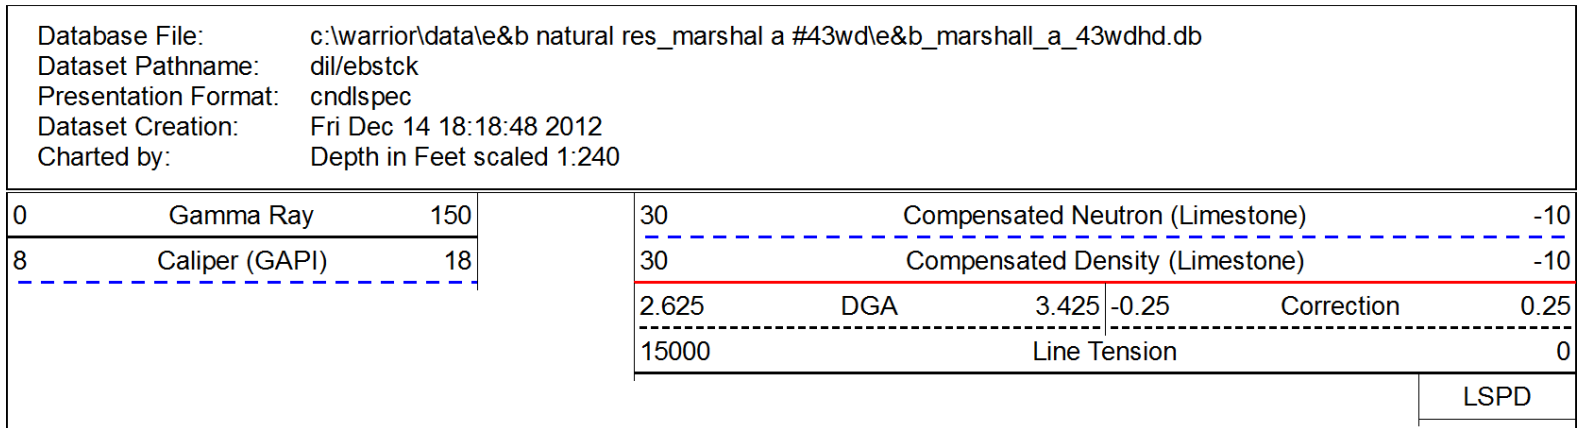 Database File: c:\warrior\data\e&b natural res_marshal a #43wd\e&b_marshall_a_43wdhd.db
Dataset Pathname: dil/ebstck
Presentation Format: cndlspec
Dataset Creation: Fri Dec 14 18:18:48 2012
Charted by: Depth in Feet scaled 1:240
0 Gamma Ray 150 30 Compensated Neutron (Limestone) -10
8 Caliper (GAPI) 18 30 Compensated Density (Limestone) -10
2.625 DGA 3.425 -0.25 Correction 0.25
15000 Line Tension 0
LSPD